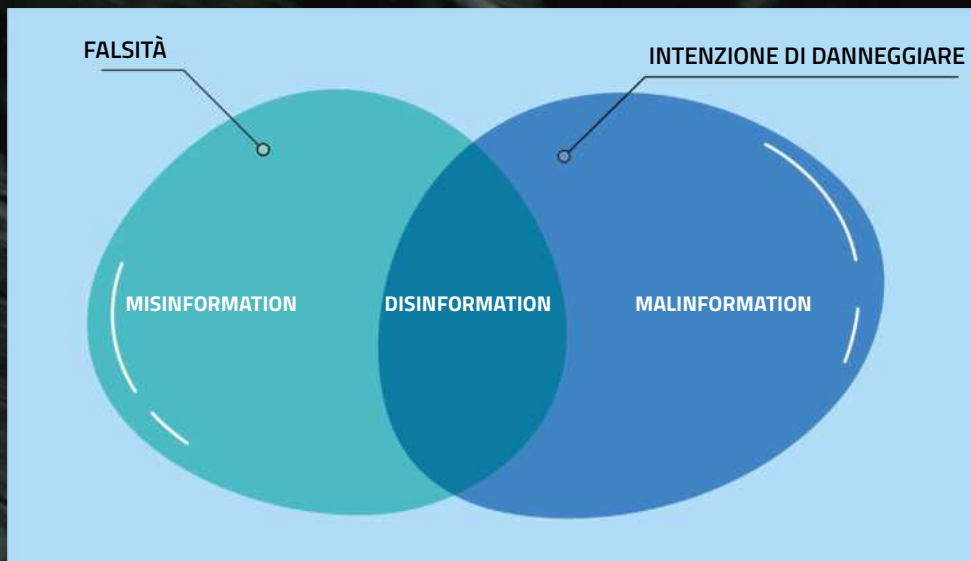 FALSITÀ
INTENZIONE DI DANNEGGIARE
MISINFORMATION
DISINFORMATION
MALINFORMATION